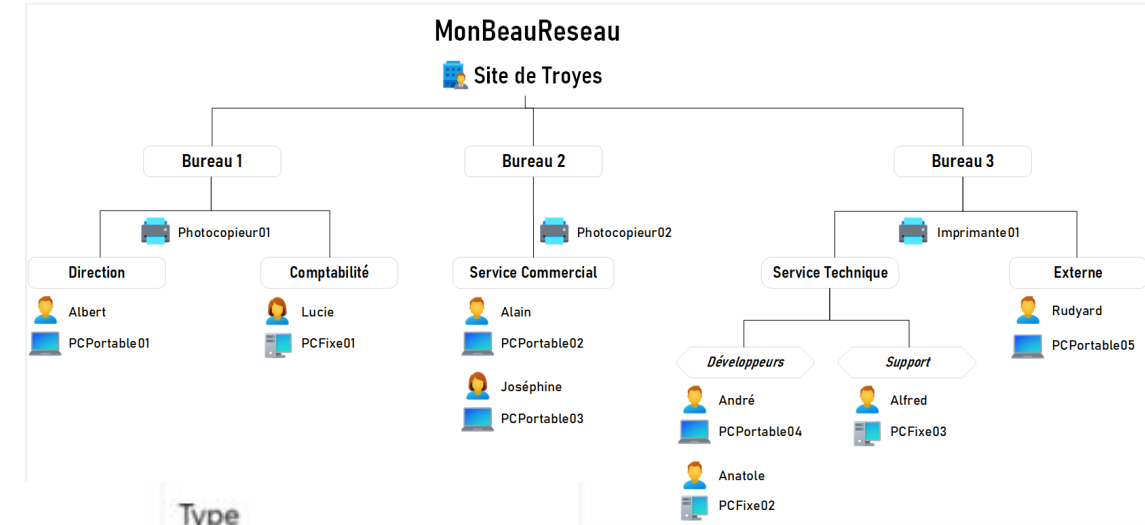 MonBeauReseau
Site de Troyes
Bureau 1
Bureau 2
Bureau 3
Photocopieur01
Photocopieur02
Imprimante01
Direction
Comptabilité
Service Commercial
Service Technique
Externe
Albert
PCPortable01
Lucie
PCFixe01
Alain
PCPortable02
Joséphine
PCPortable03
Rudyard
PCPortable05
Développeurs
Support
André
PCPortable04
Anatole
PCFixe02
Alfred
PCFixe03
Type